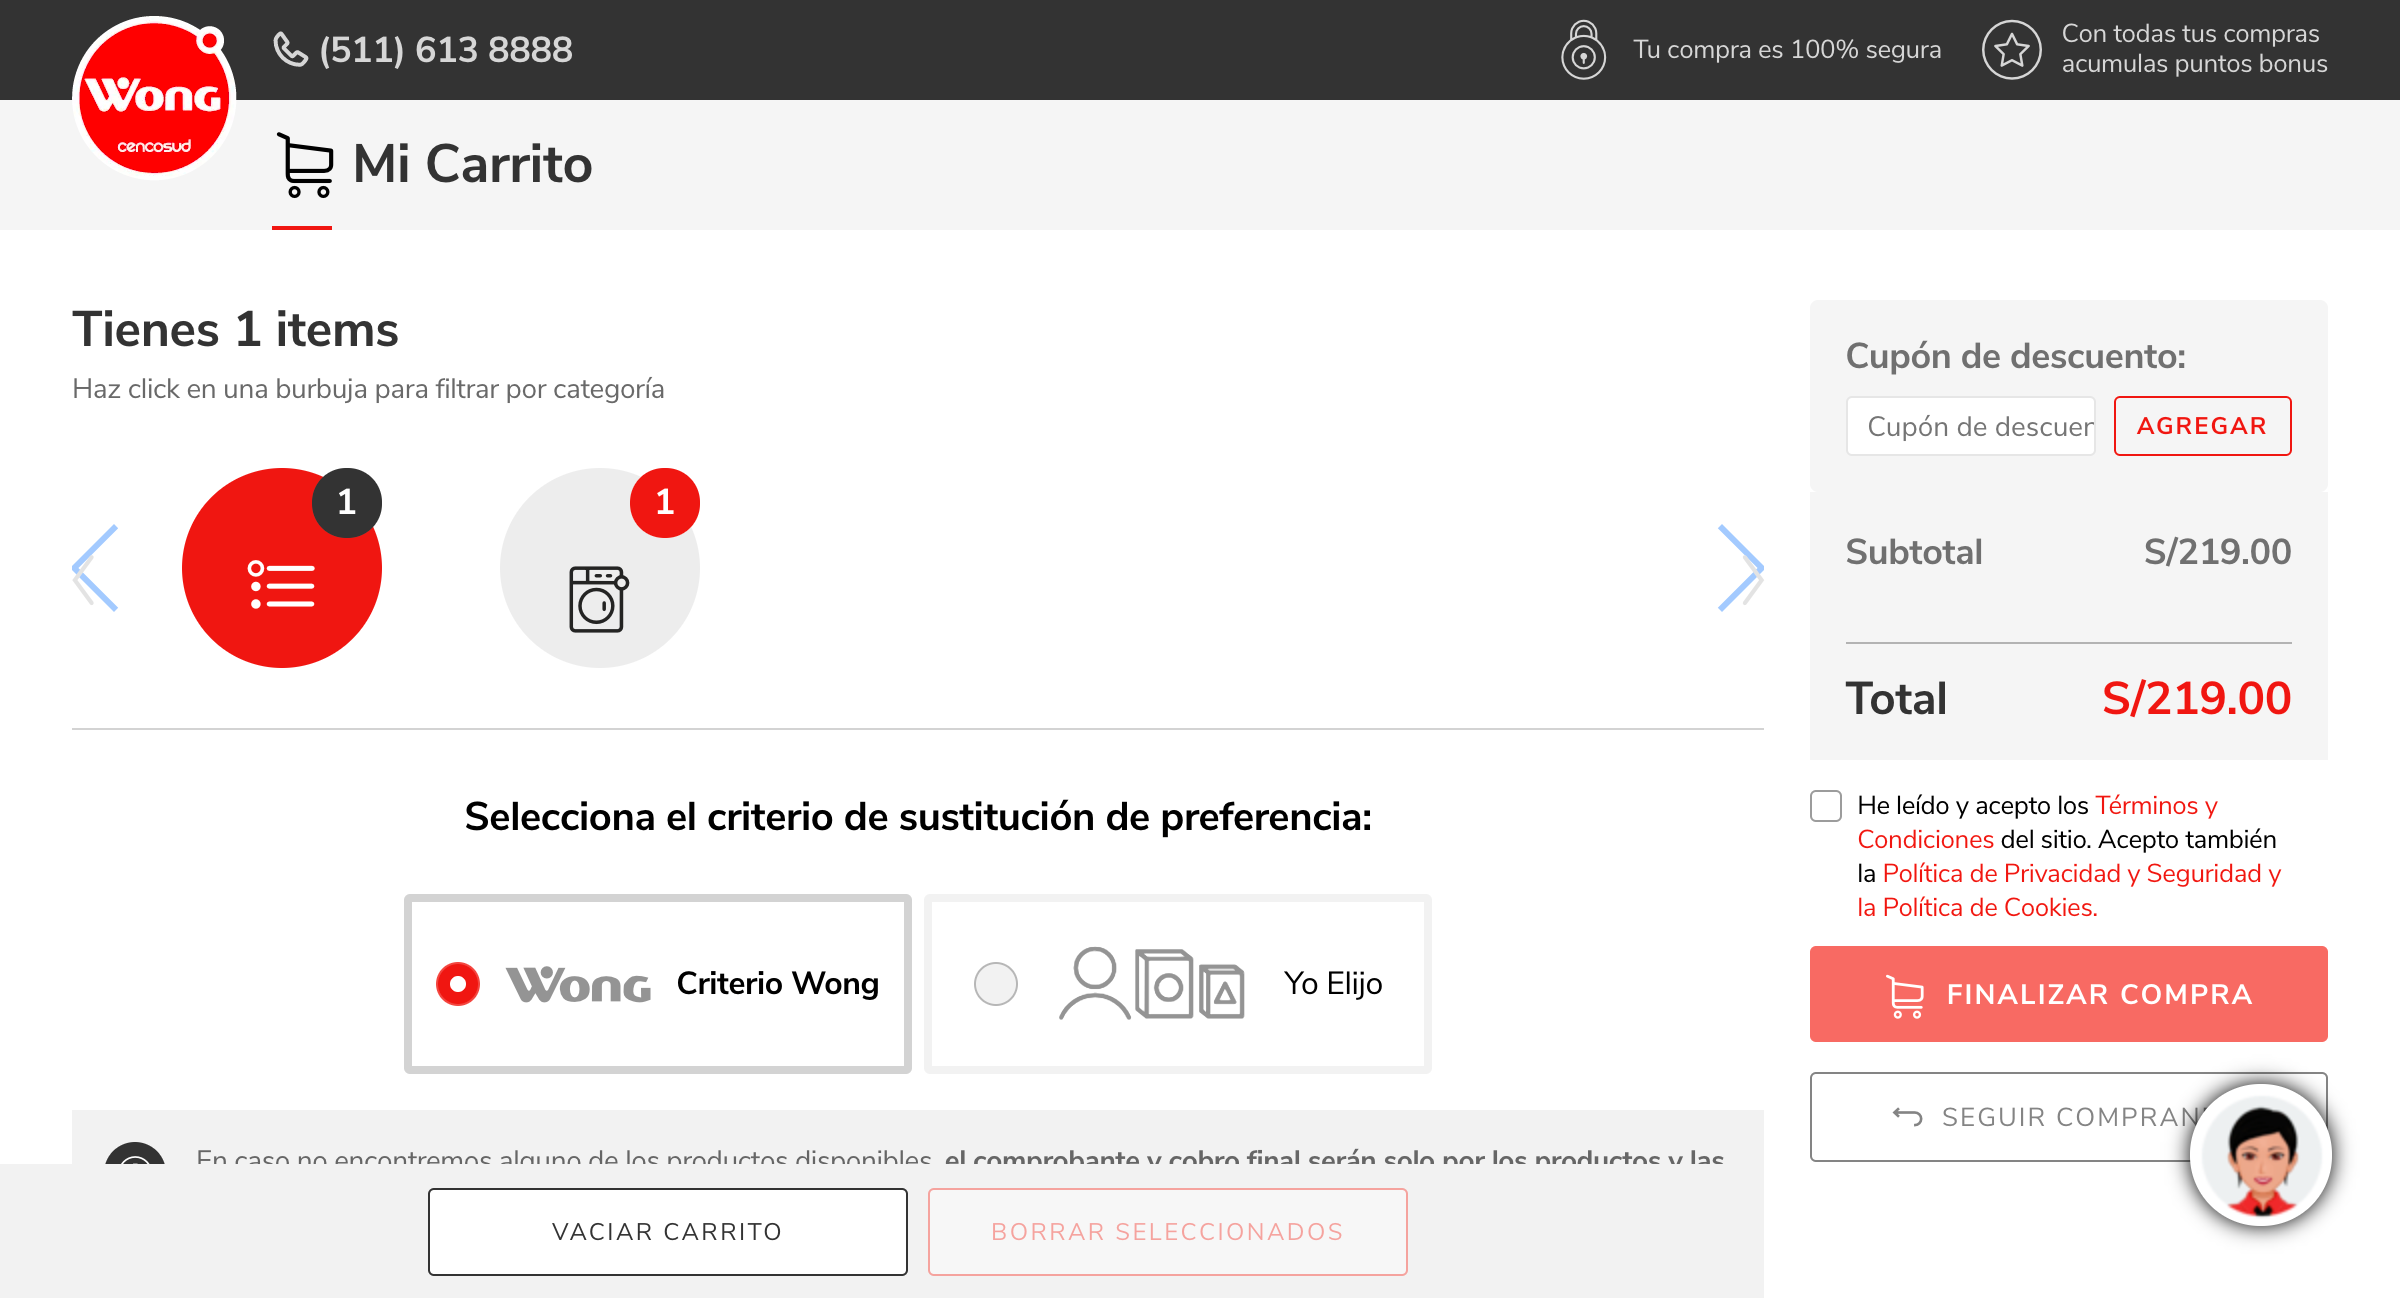 Wong
cencosud
(511) 613 8888
Tu compra es 100% segura
Con todas tus compras
acumulas puntos bonus
Mi Carrito
Tienes 1 items
Haz click en una burbuja para filtrar por categoría
1
1
Selecciona el criterio de sustitución de preferencia:
Wong
Criterio Wong
Yo Elijo
En caso no encontremos alguno de los productos disponibles, el comprobante y cobro final serán solo por los productos y las
VACIAR CARRITO
BORRAR SELECCIONADOS
Cupón de descuento:
Cupón de descuen
AGREGAR
Subtotal
S/219.00
Total
S/219.00
He leído y acepto los Términos y
Condiciones del sitio. Acepto también
la Política de Privacidad y Seguridad y
la Política de Cookies.
FINALIZAR COMPRA
SEGUIR COMPRAN